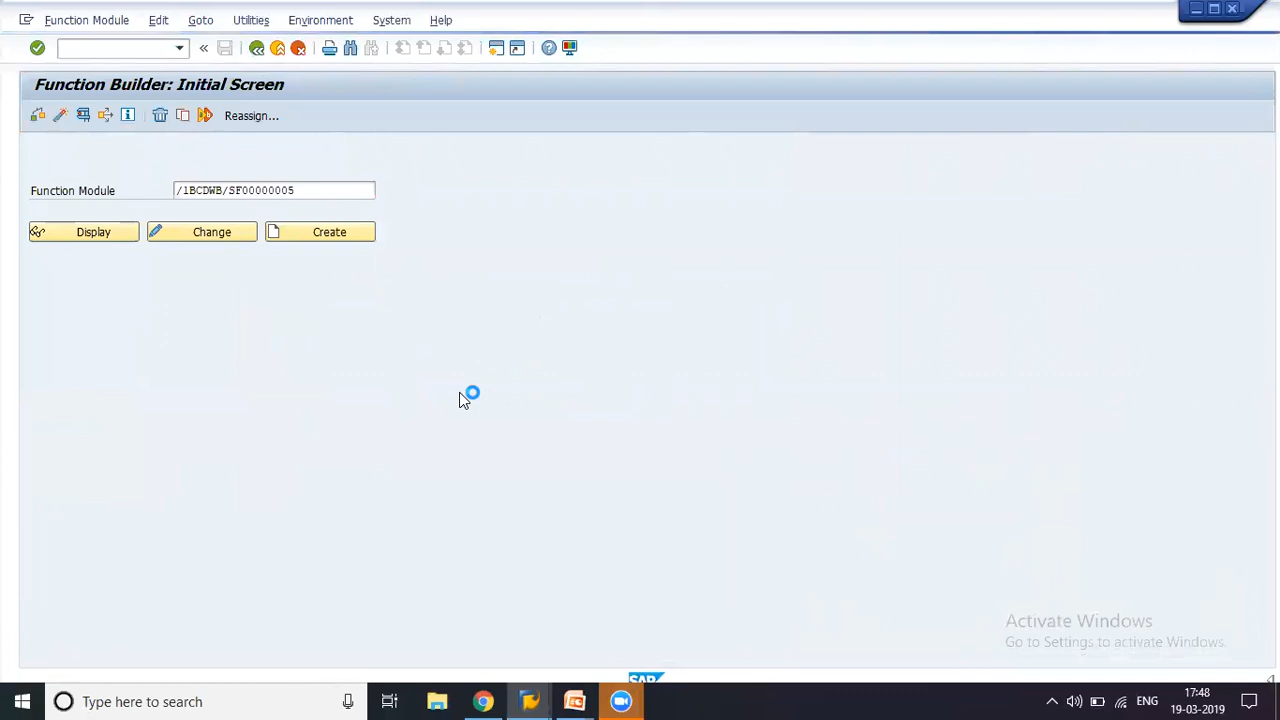 Function Module Edit Goto Utilities Environment System Help
Function Builder: Initial Screen
Reassign...
Function Module /1BCDWB/SF00000005
Display Change Create
Activate Windows
Go to Settings to activate Windows.
SAP
Type here to search
ENG
17:48
19-03-2019